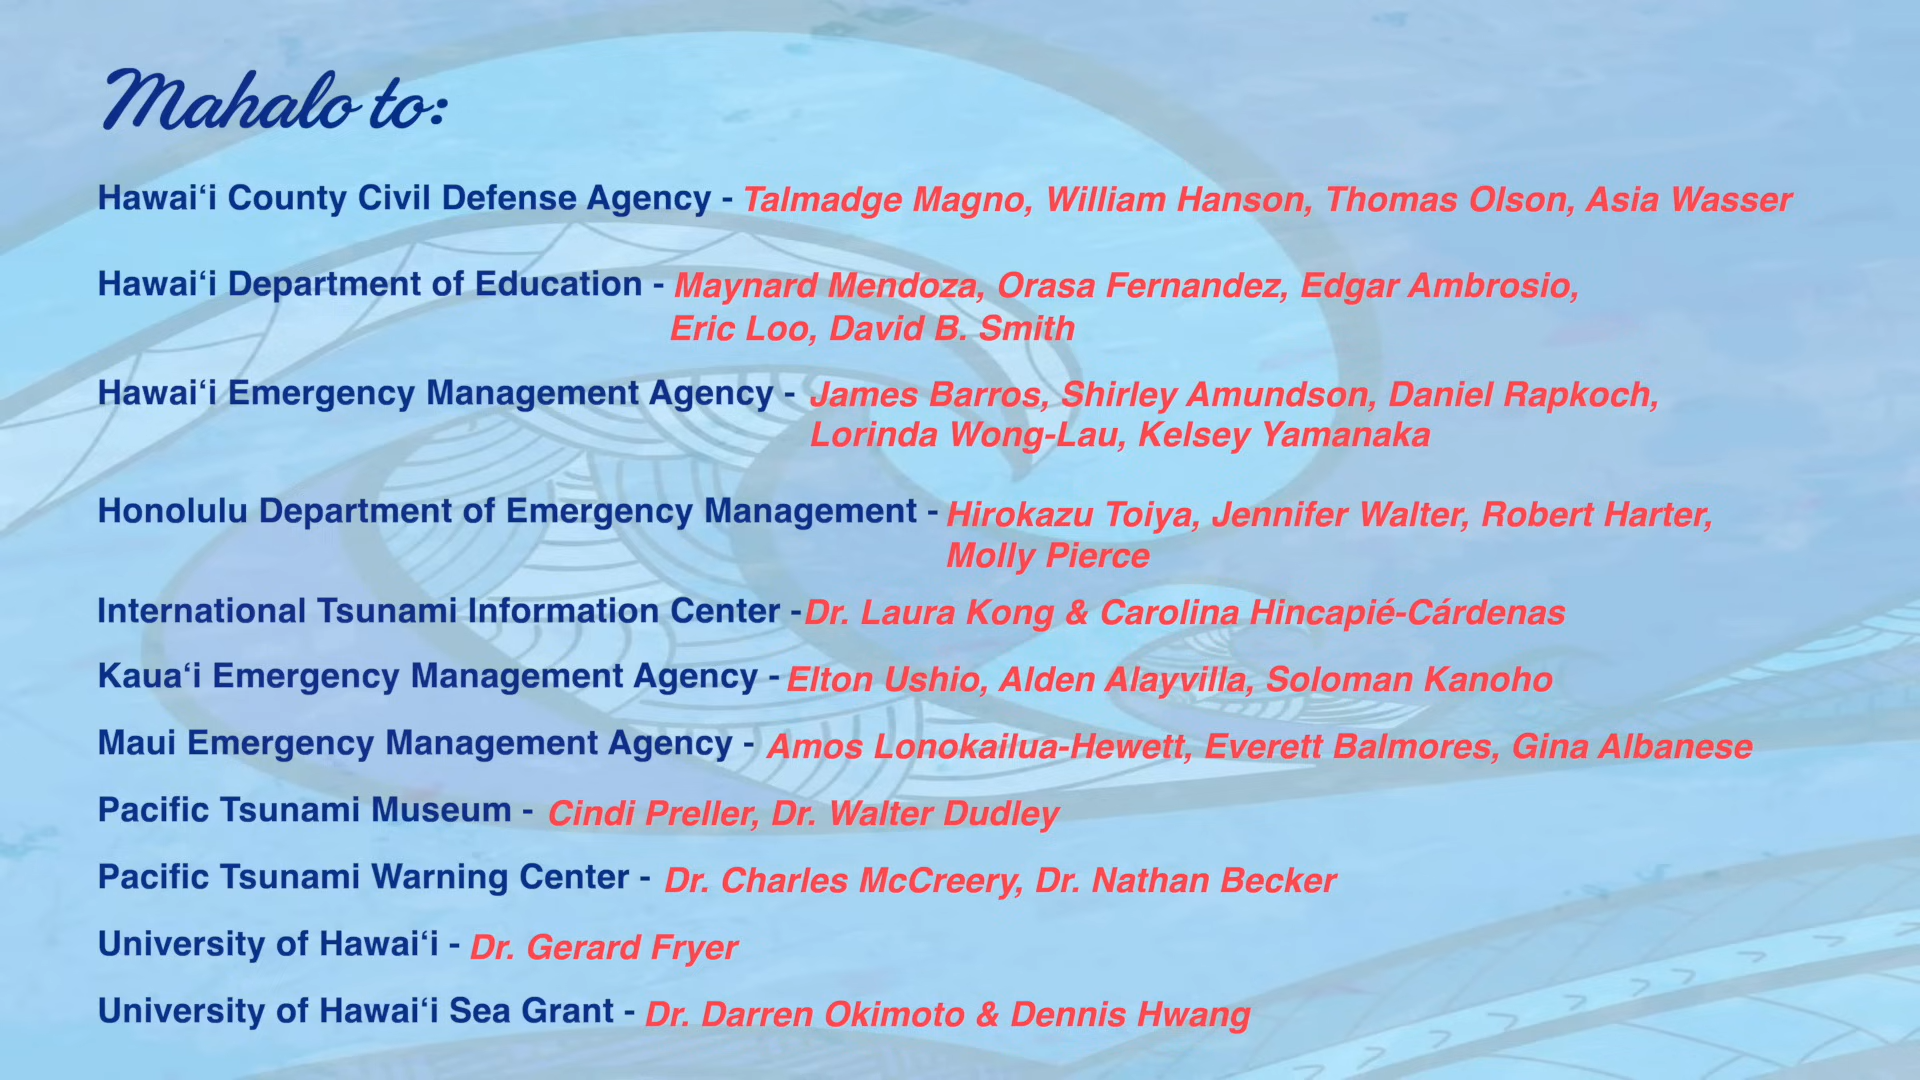 Mahalo to:
Hawai‘i County Civil Defense Agency - Talmadge Magno, William Hanson, Thomas Olson, Asia Wasser
Hawai‘i Department of Education - Maynard Mendoza, Orasa Fernandez, Edgar Ambrosio,
Eric Loo, David B. Smith
Hawai‘i Emergency Management Agency - James Barros, Shirley Amundson, Daniel Rapkoch,
Lorinda Wong-Lau, Kelsey Yamanaka
Honolulu Department of Emergency Management - Hirokazu Toiya, Jennifer Walter, Robert Harter,
Molly Pierce
International Tsunami Information Center -Dr. Laura Kong & Carolina Hincapié-Cárdenas
Kaua‘i Emergency Management Agency - Elton Ushio, Alden Alayvilla, Soloman Kanoho
Maui Emergency Management Agency - Amos Lonokailua-Hewett, Everett Balmores, Gina Albanese
Pacific Tsunami Museum - Cindi Preller, Dr. Walter Dudley
Pacific Tsunami Warning Center - Dr. Charles McCreery, Dr. Nathan Becker
University of Hawai‘i - Dr. Gerard Fryer
University of Hawai‘i Sea Grant - Dr. Darren Okimoto & Dennis Hwang